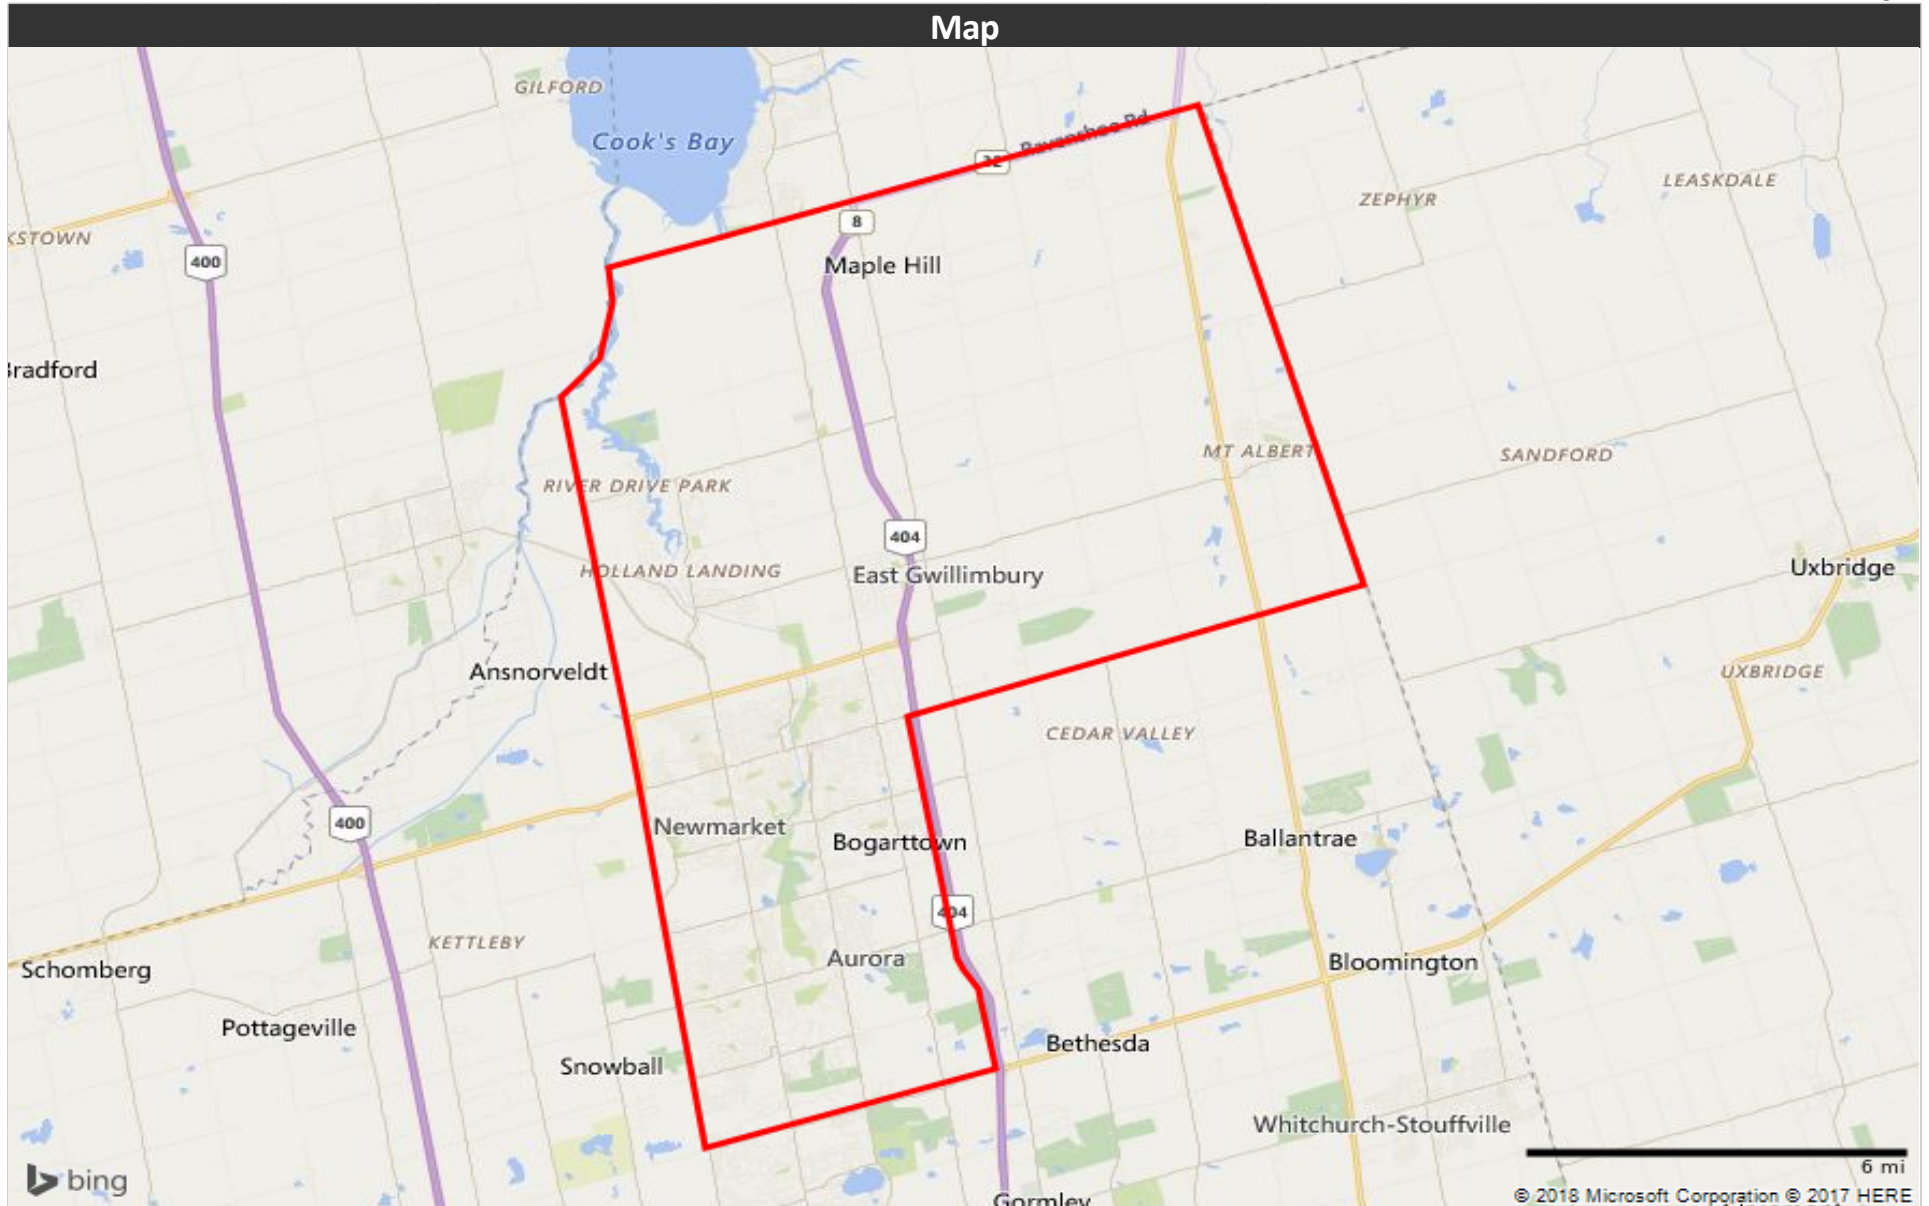 Map
GILFORD
Cook's Bay
Ravenshoe Rd
32
ZEPHYR
LEASKDALE
8
KSTOWN
400
Maple Hill
Bradford
MT ALBERT
SANDFORD
RIVER DRIVE PARK
404
HOLLAND LANDING
East Gwillimbury
Uxbridge
Ansnorveldt
UXBRIDGE
CEDAR VALLEY
400
Newmarket
Bogarttown
Ballantrae
404
KETTLEBY
Aurora
Schomberg
Bloomington
Pottageville
Bethesda
Snowball
Whitchurch-Stouffville
6 mi
bing
Gormley
© 2018 Microsoft Corporation © 2017 HERE